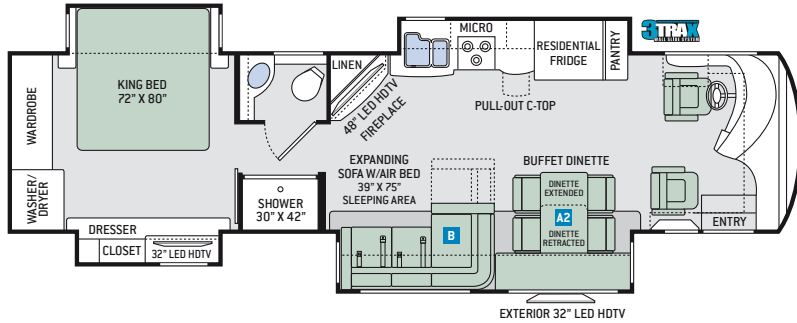 3TRAX
MICRO
RESIDENTIAL
FRIDGE
PANTRY
LINEN
KING BED
72” X 80”
WARDROBE
48” LED HDTV
FIREPLACE
PULL-OUT C-TOP
EXPANDING
SOFA W/AIR BED
39” X 75”
SLEEPING AREA
BUFFET DINETTE
DINETTE
EXTENDED
A2
DINETTE
RETRACTED
B
WASHER/
DRYER
SHOWER
30” X 42”
DRESSER
CLOSET
32” LED HDTV
ENTRY
EXTERIOR 32” LED HDTV